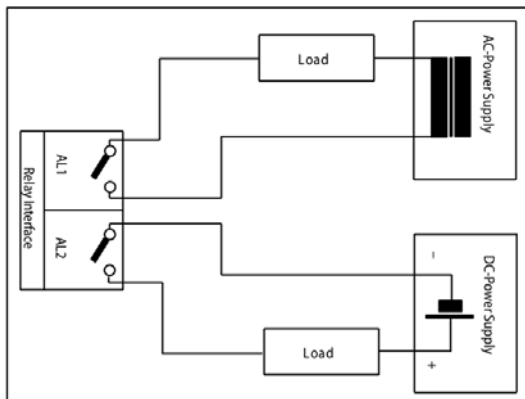 Load
AC-Power Supply
Relay Interface
AL1
AL2
−
DC-Power Supply
+
Load